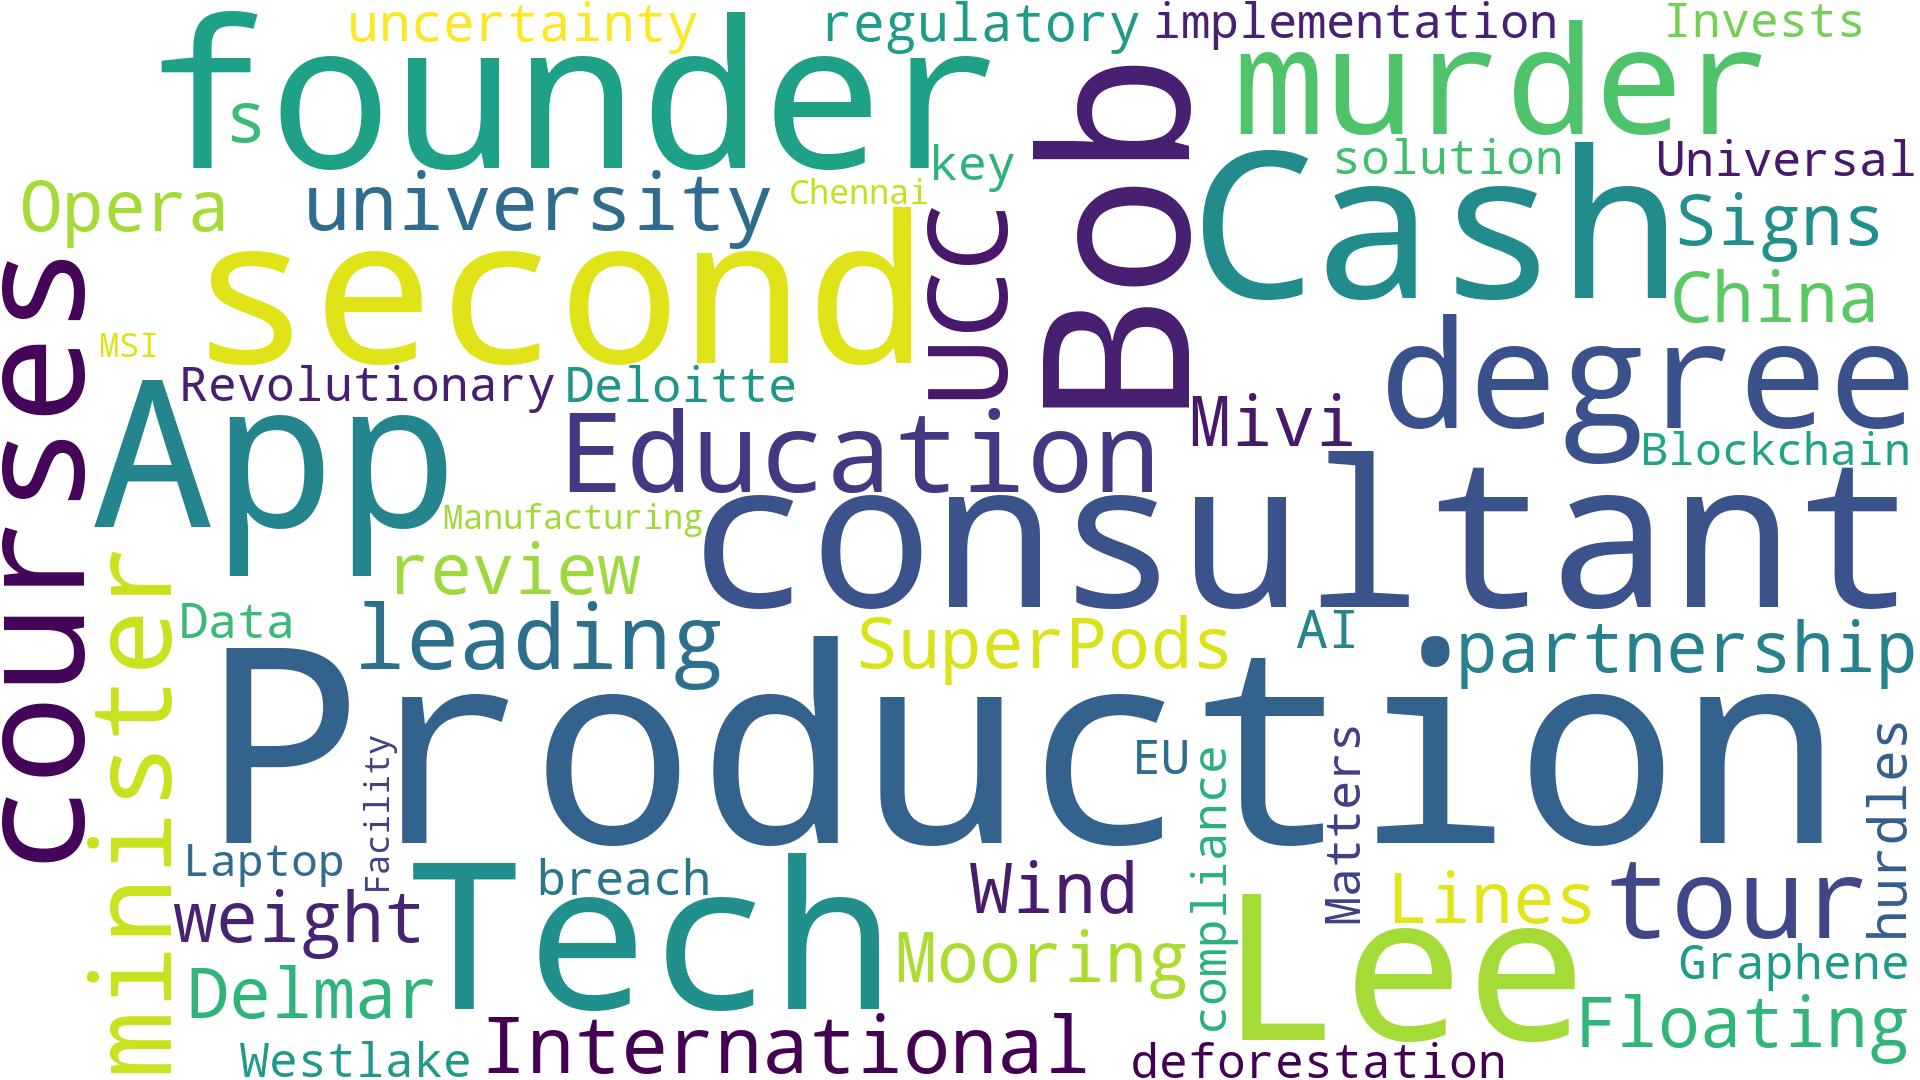 uncertainty
regulatory
implementation
Invests
founder
s
murder
Bob
key
solution
Universal
Cash
Opera
university
Chennai
ucc
Signs
second
China
courses
MSI
degree
Revolutionary
Deloitte
App
Education
Mivi
Blockchain
consultant
Manufacturing
review
minister
Data
leading
SuperPods
AI
partnership
Production
Facility
EU
compliance
Matters
hurdles
Laptop
breach
Tech
Wind
Lines
tour
weight
Lee
Mooring
Graphene
Delmar
Floating
Westlake
International
deforestation